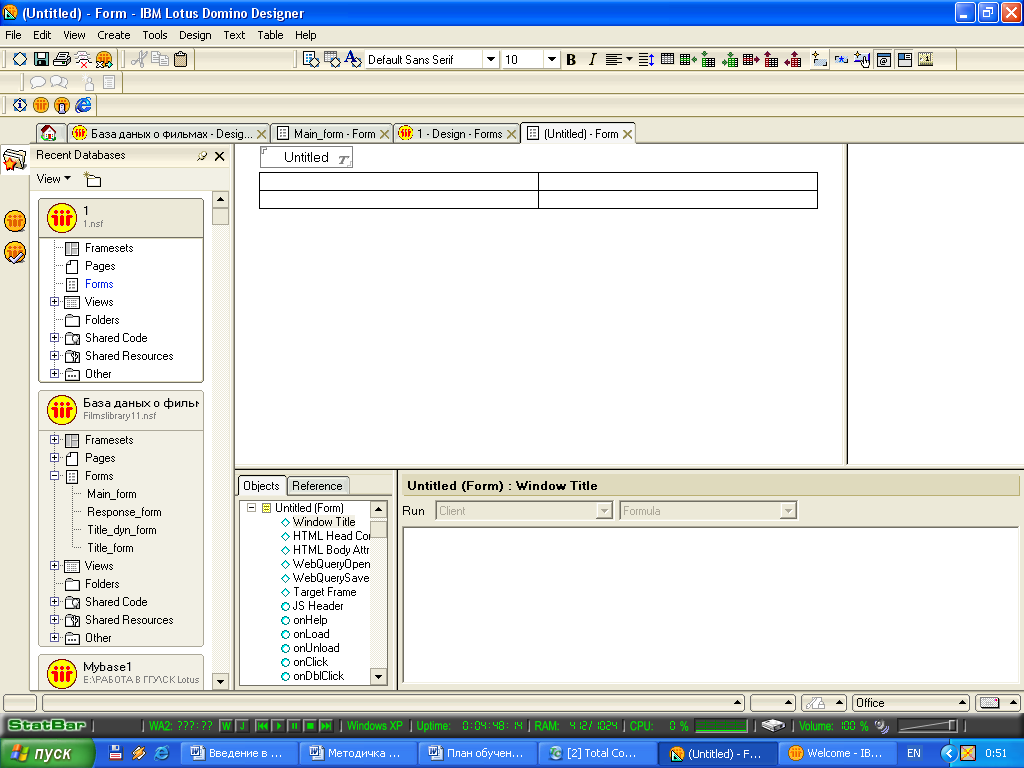 (Untitled) - Form - IBM Lotus Domino Designer
File Edit View Create Tools Design Text Table Help
Default Sans Serif 10 B I
База даных о фильмах - Desig... Main_form - Form 1 - Design - Forms (Untitled) - Form
Recent Databases
View
1
1.nsf
Framesets
Pages
Forms
Views
Folders
Shared Code
Shared Resources
Other
База даных о филь
Filmslibrary11.nsf
Framesets
Pages
Forms
Main_form
Response_form
Title_dyn_form
Title_form
Views
Folders
Shared Code
Shared Resources
Other
Mybase1
E:\РАБОТА В ГГУ\СК Lotus
Untitled T
Objects Reference
Untitled (Form)
Window Title
HTML Head Co
HTML Body Attr
WebQueryOpen
WebQuerySave
Target Frame
JS Header
onHelp
onLoad
onUnload
onClick
onDblClick
Untitled (Form) : Window Title
Run Client Formula
Office
StatBar WA2: ???:?? W J Windows XP Uptime: 0:04:48:14 RAM: 412/1024 CPU: 0 % Volume: 100 %
пуск Введение в ... Методичка ... План обучен... [2] Total Co... (Untitled) - F... Welcome - IB... EN 0:51